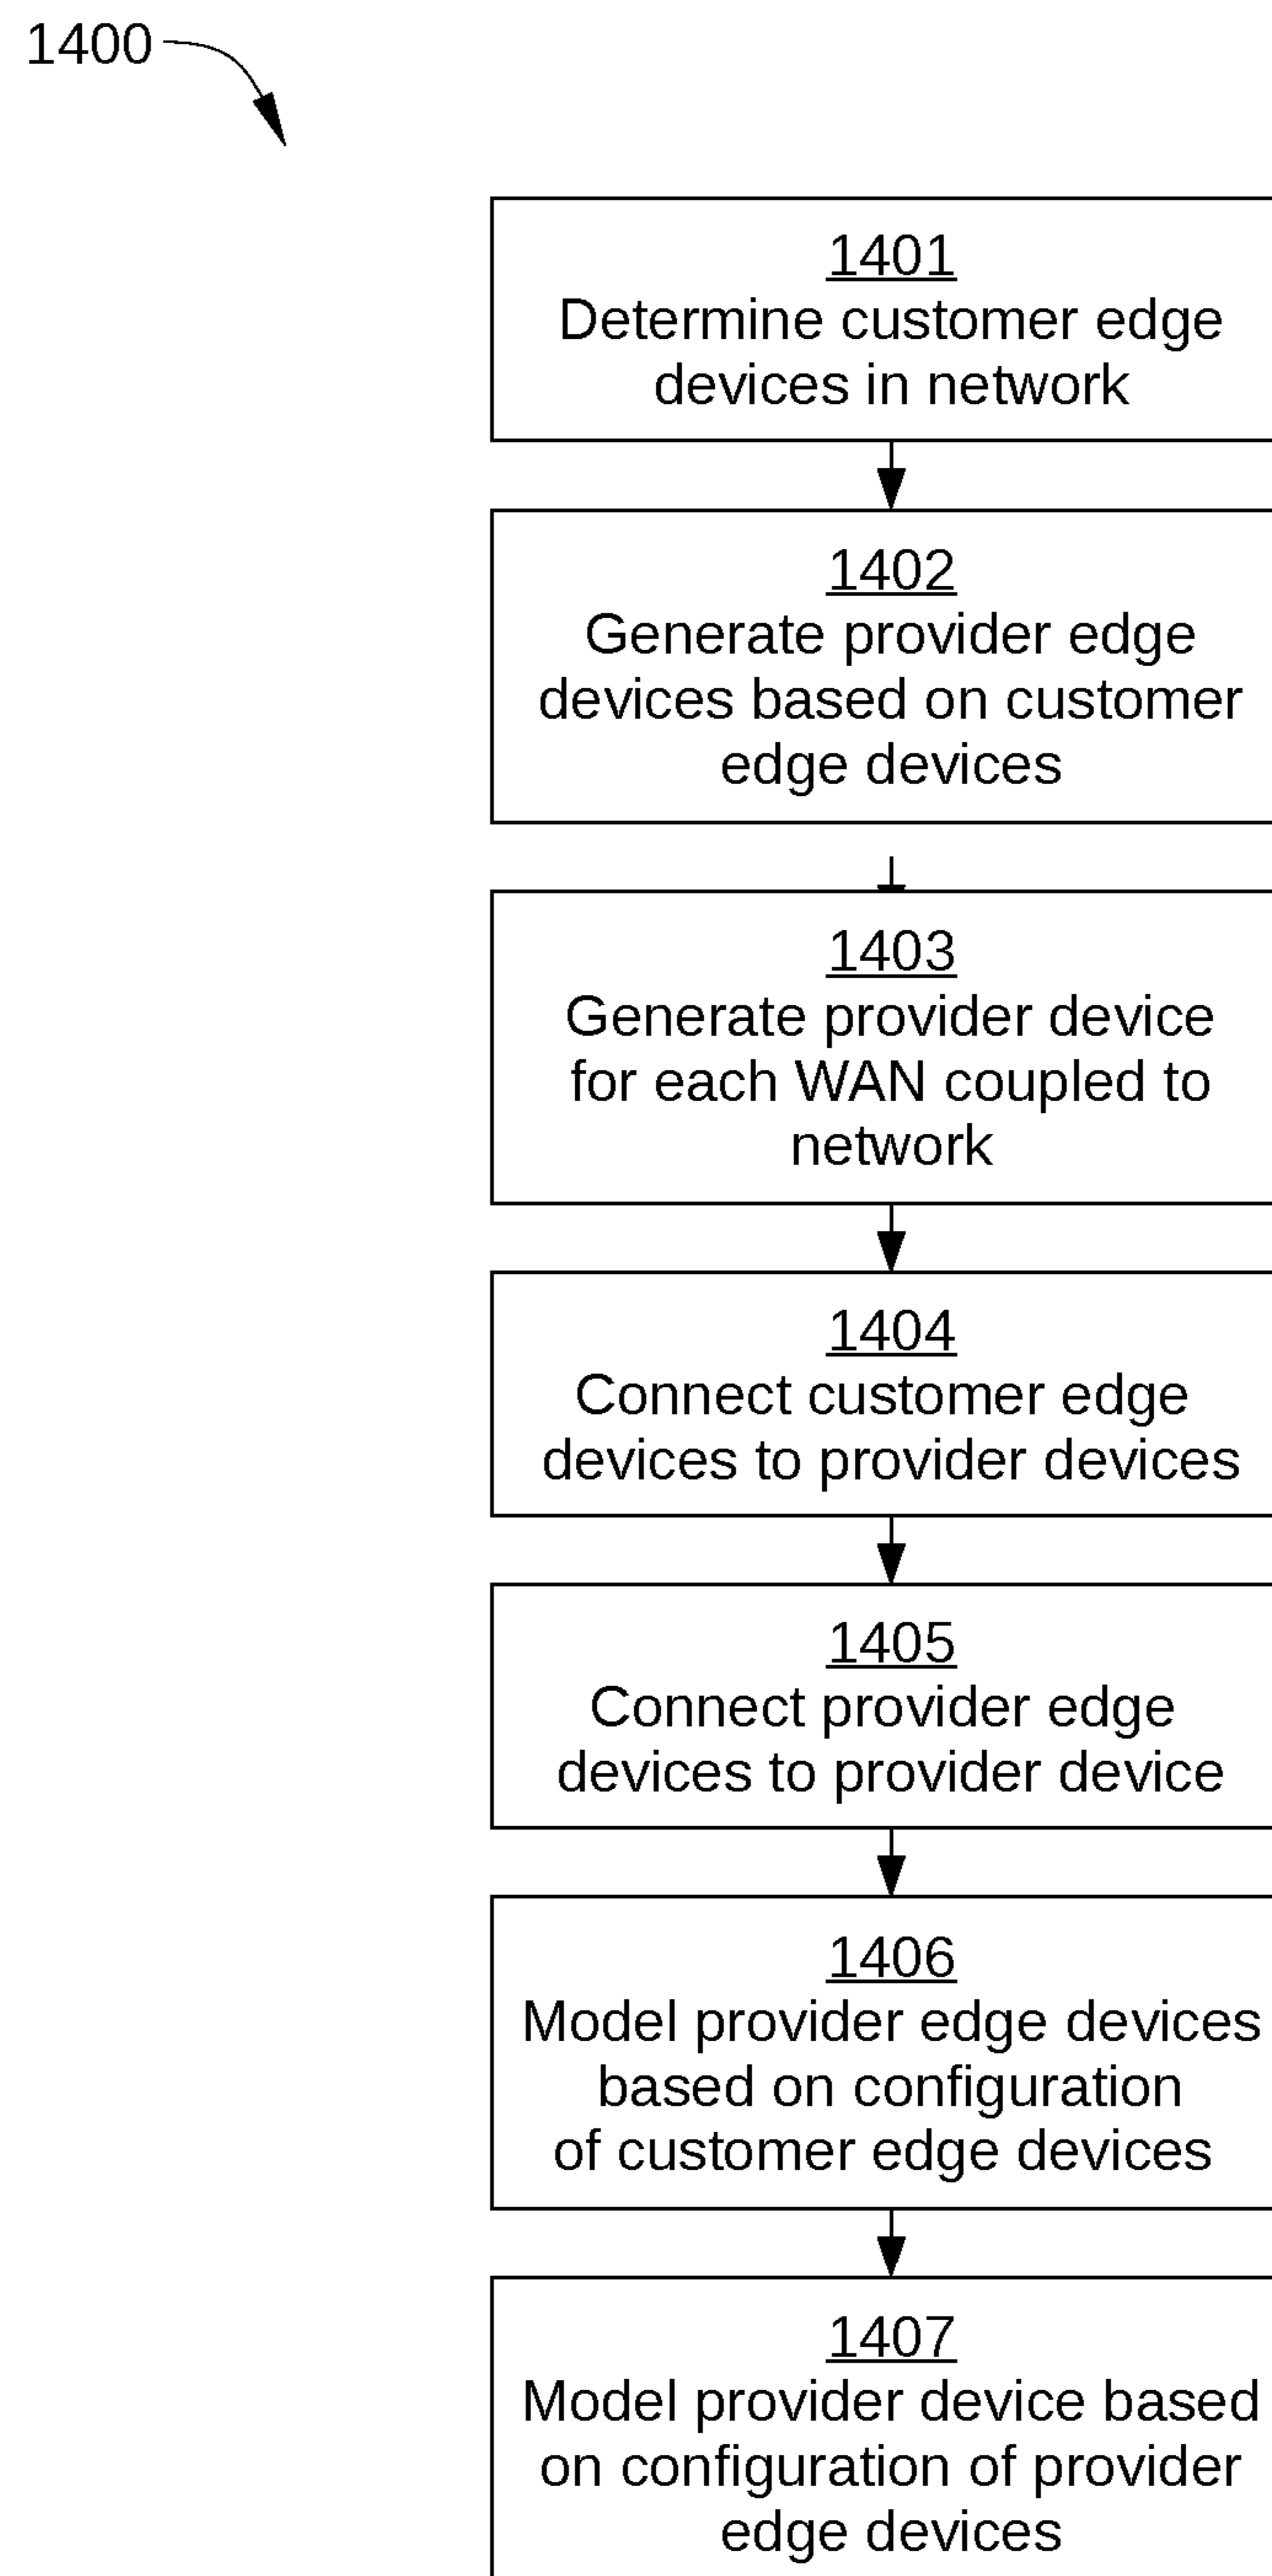 1400
1401
Determine customer edge
devices in network
1402
Generate provider edge
devices based on customer
edge devices
1403
Generate provider device
for each WAN coupled to
network
1404
Connect customer edge
devices to provider devices
1405
Connect provider edge
devices to provider device
1406
Model provider edge devices
based on configuration
of customer edge devices
1407
Model provider device based
on configuration of provider
edge devices